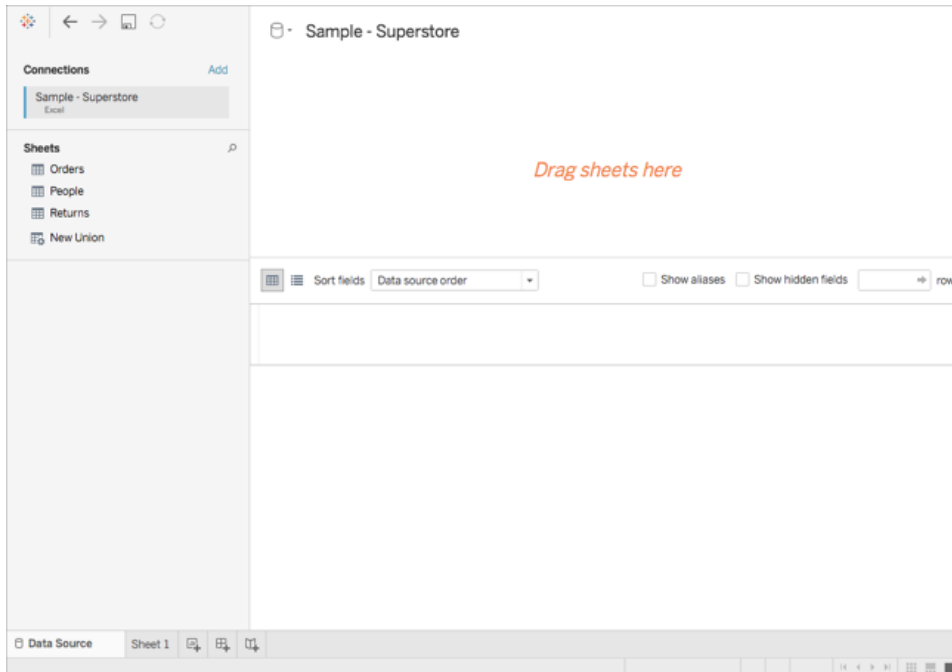 Sample - Superstore
Connections Add
Sample - Superstore
Excel
Sheets
Orders
People
Returns
New Union
Drag sheets here
Sort fields Data source order Show aliases Show hidden fields
Data Source Sheet 1